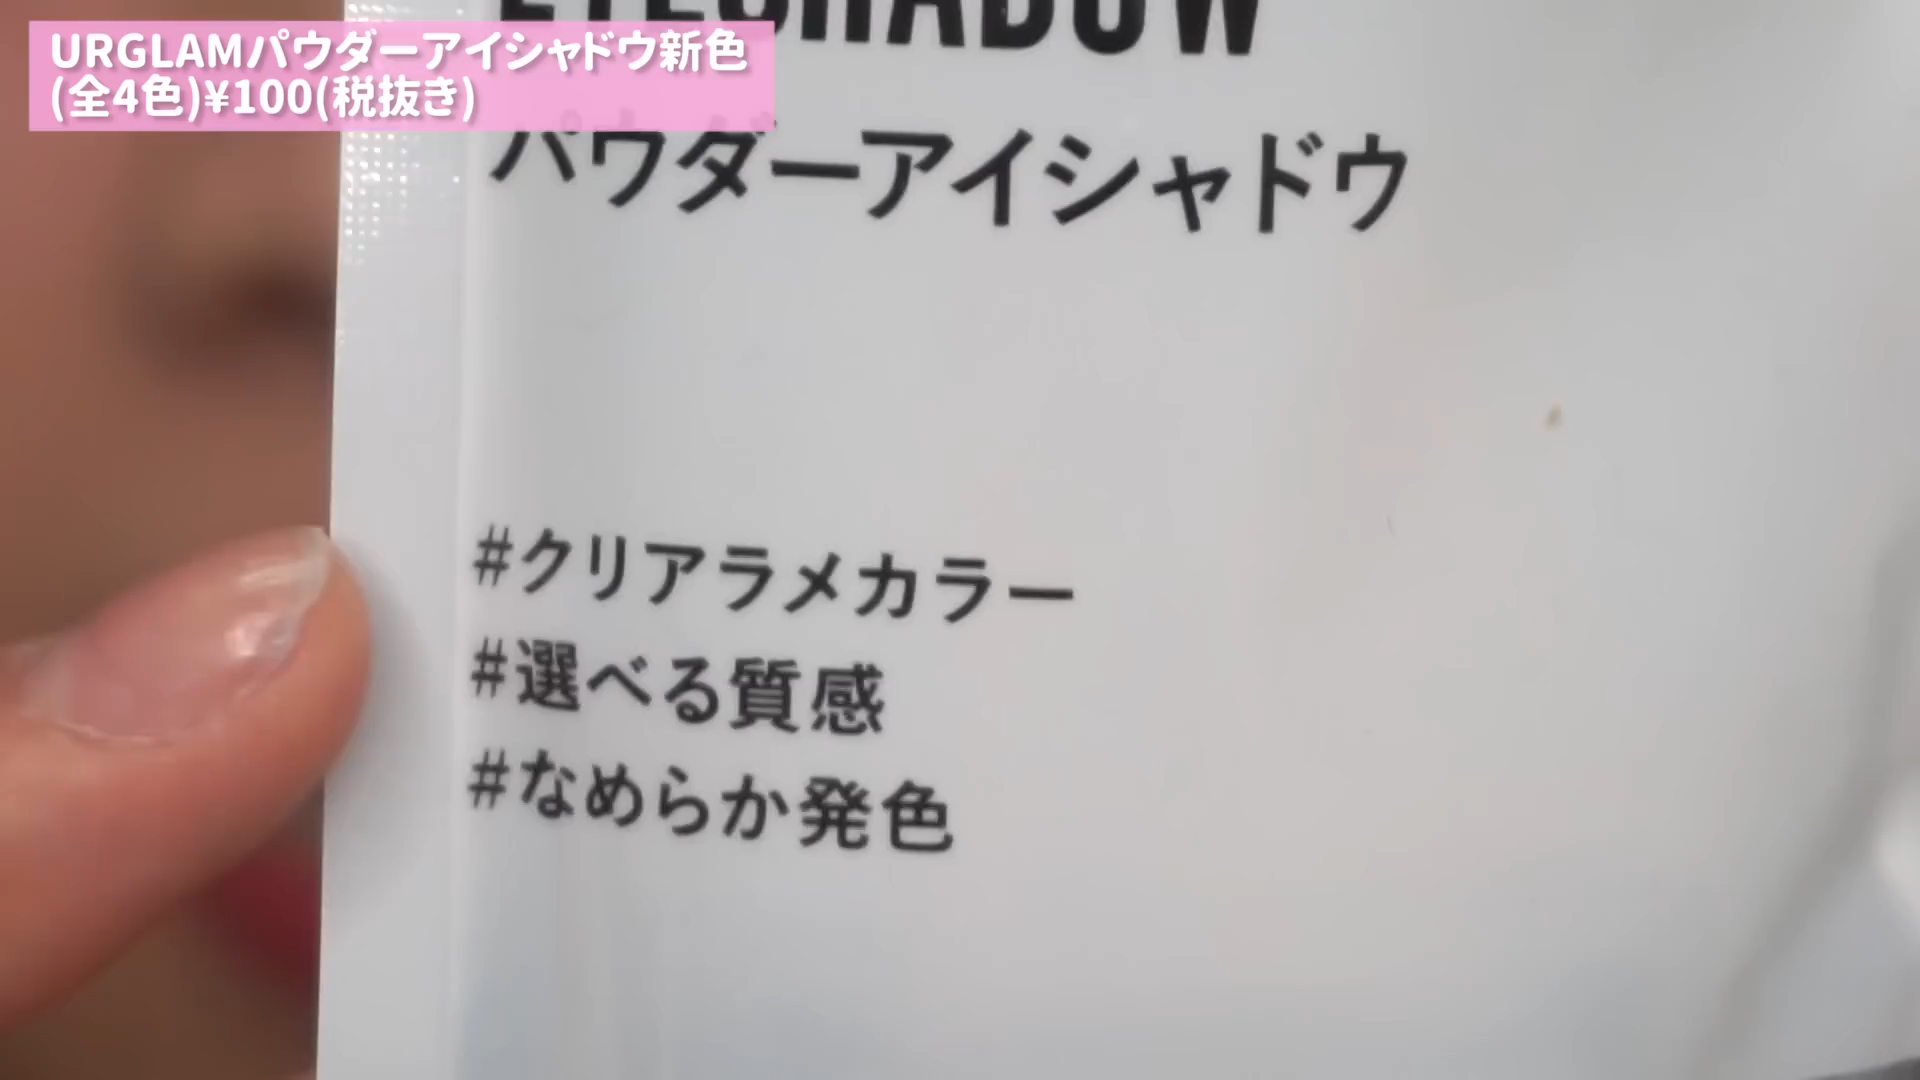 URGLAMパウダーアイシャドウ新色
(全4色)¥100(税抜き)
EYESHADOW
パウダーアイシャドウ
#クリアラメカラー
#選べる質感
#なめらか発色